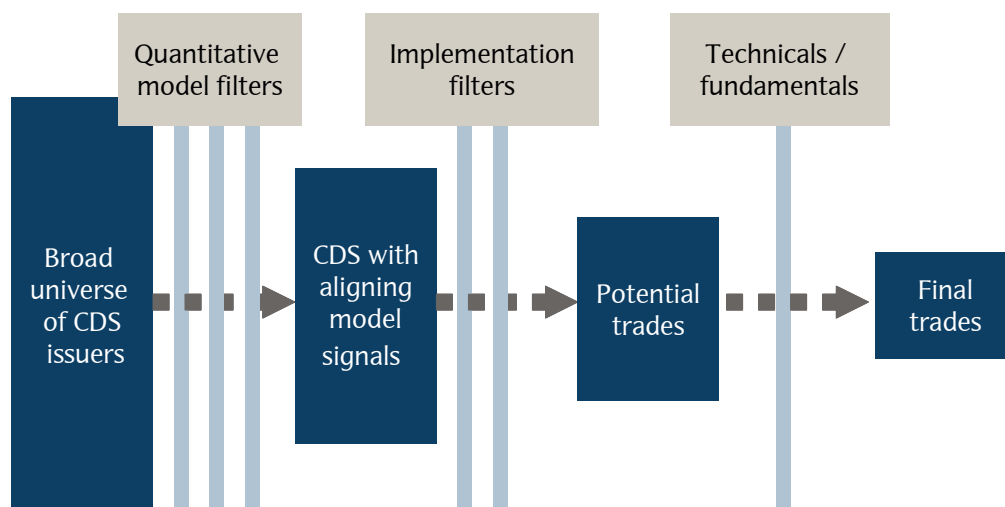 Quantitative
model filters
Implementation
filters
Technicals /
fundamentals
Broad
universe
of CDS
issuers
CDS with
aligning
model
signals
Potential
trades
Final
trades